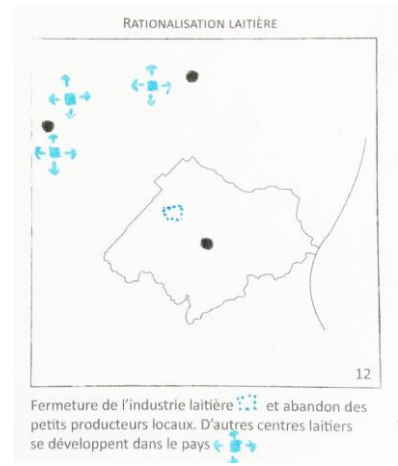 RATIONALISATION LAITIÈRE
12
Fermeture de l'industrie laitière et abandon des
petits producteurs locaux. D'autres centres laitiers
se développent dans le pays